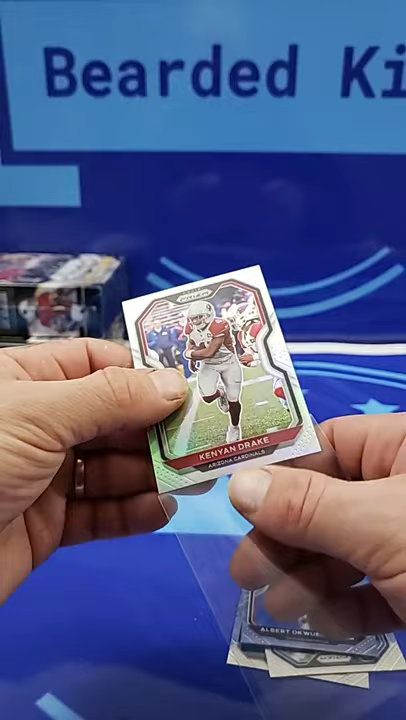 Bearded Ki
PRIZM
KENYAN DRAKE
ARIZONA CARDINALS
ALBERT OKWUE